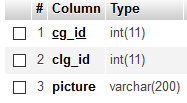 # Column Type
1 cg_id int(11)
2 clg_id int(11)
3 picture varchar(200)